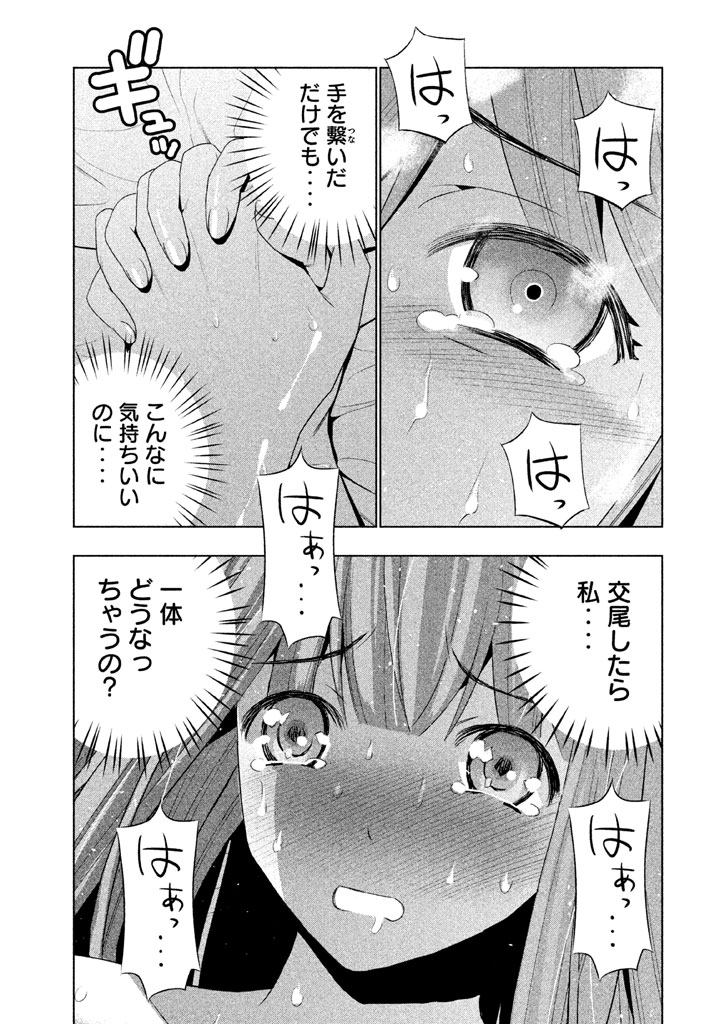 はっ
はっ
はっ
手を繋いだ
つな
だけでも・・・・
ギュッ
こんなに
気持ちいい
のに・・・・
はぁっ・・・
交尾したら
私・・・・
一体
どうなっ
ちゃうの?
はぁっ・・・
はぁっ・・・